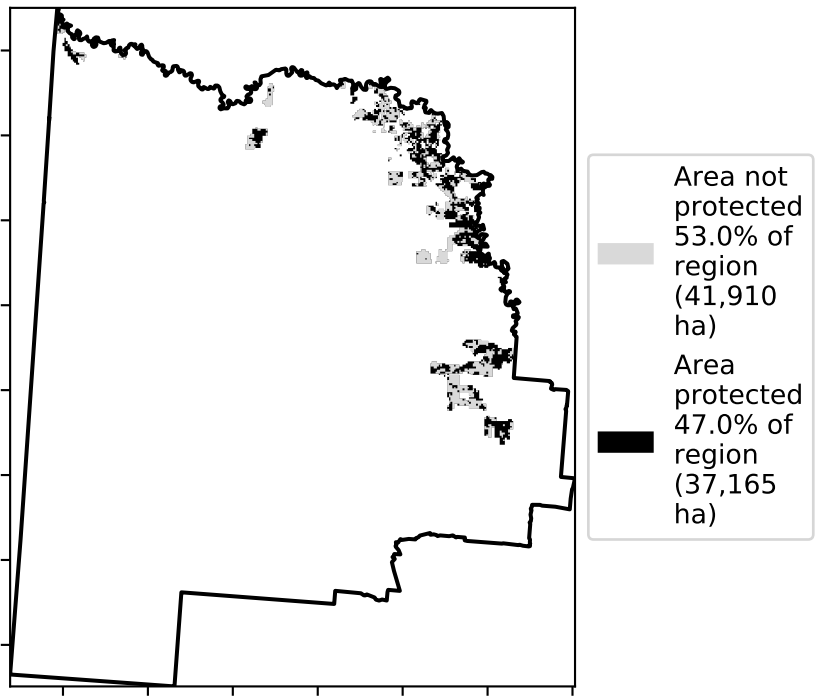 Area not
protected
53.0% of
region
(41,910
ha)
Area
protected
47.0% of
region
(37,165
ha)